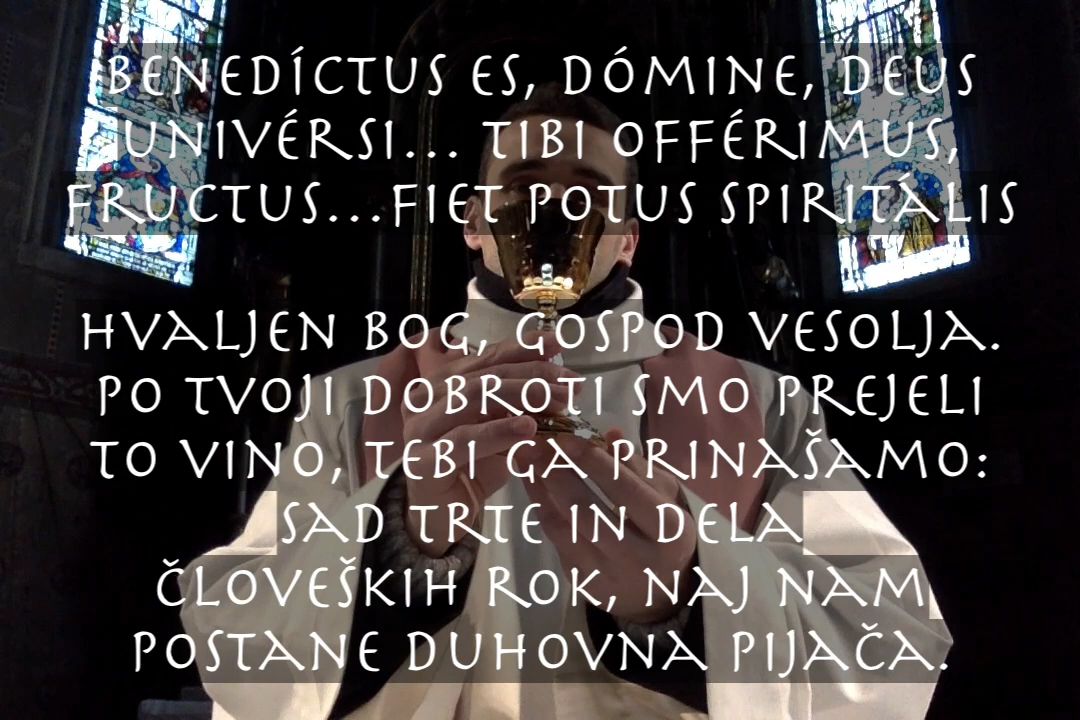 BENEDÍCTUS ES, DÓMINE, DEUS
UNIVÉRSI... TIBI OFFÉRIMUS,
FRUCTUS...FIET POTUS SPIRITÁLIS
HVALJEN BOG, GOSPOD VESOLJA.
PO TVOJI DOBROTI SMO PREJELI
TO VINO, TEBI GA PRINAŠAMO:
SAD TRTE IN DELA
ČLOVEŠKIH ROK, NAJ NAM
POSTANE DUHOVNA PIJAČA.